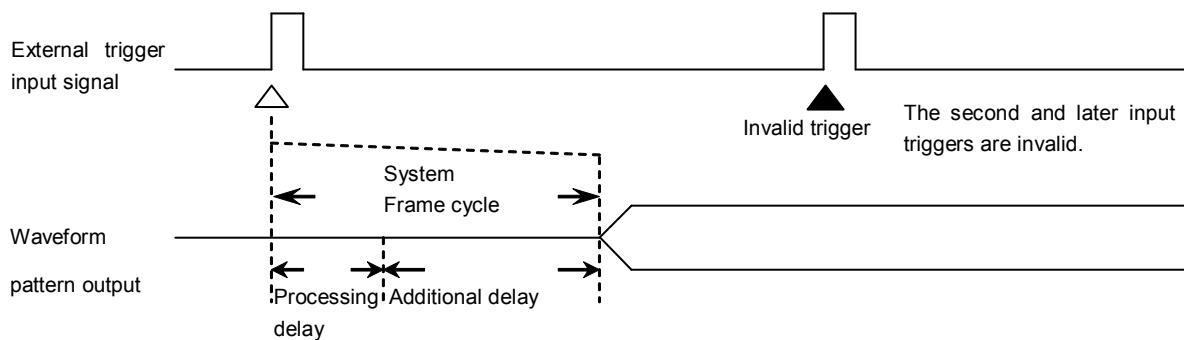 External trigger
input signal
Invalid trigger
The second and later input
triggers are invalid.
System
Frame cycle
Waveform
pattern output
Processing
delay
Additional delay